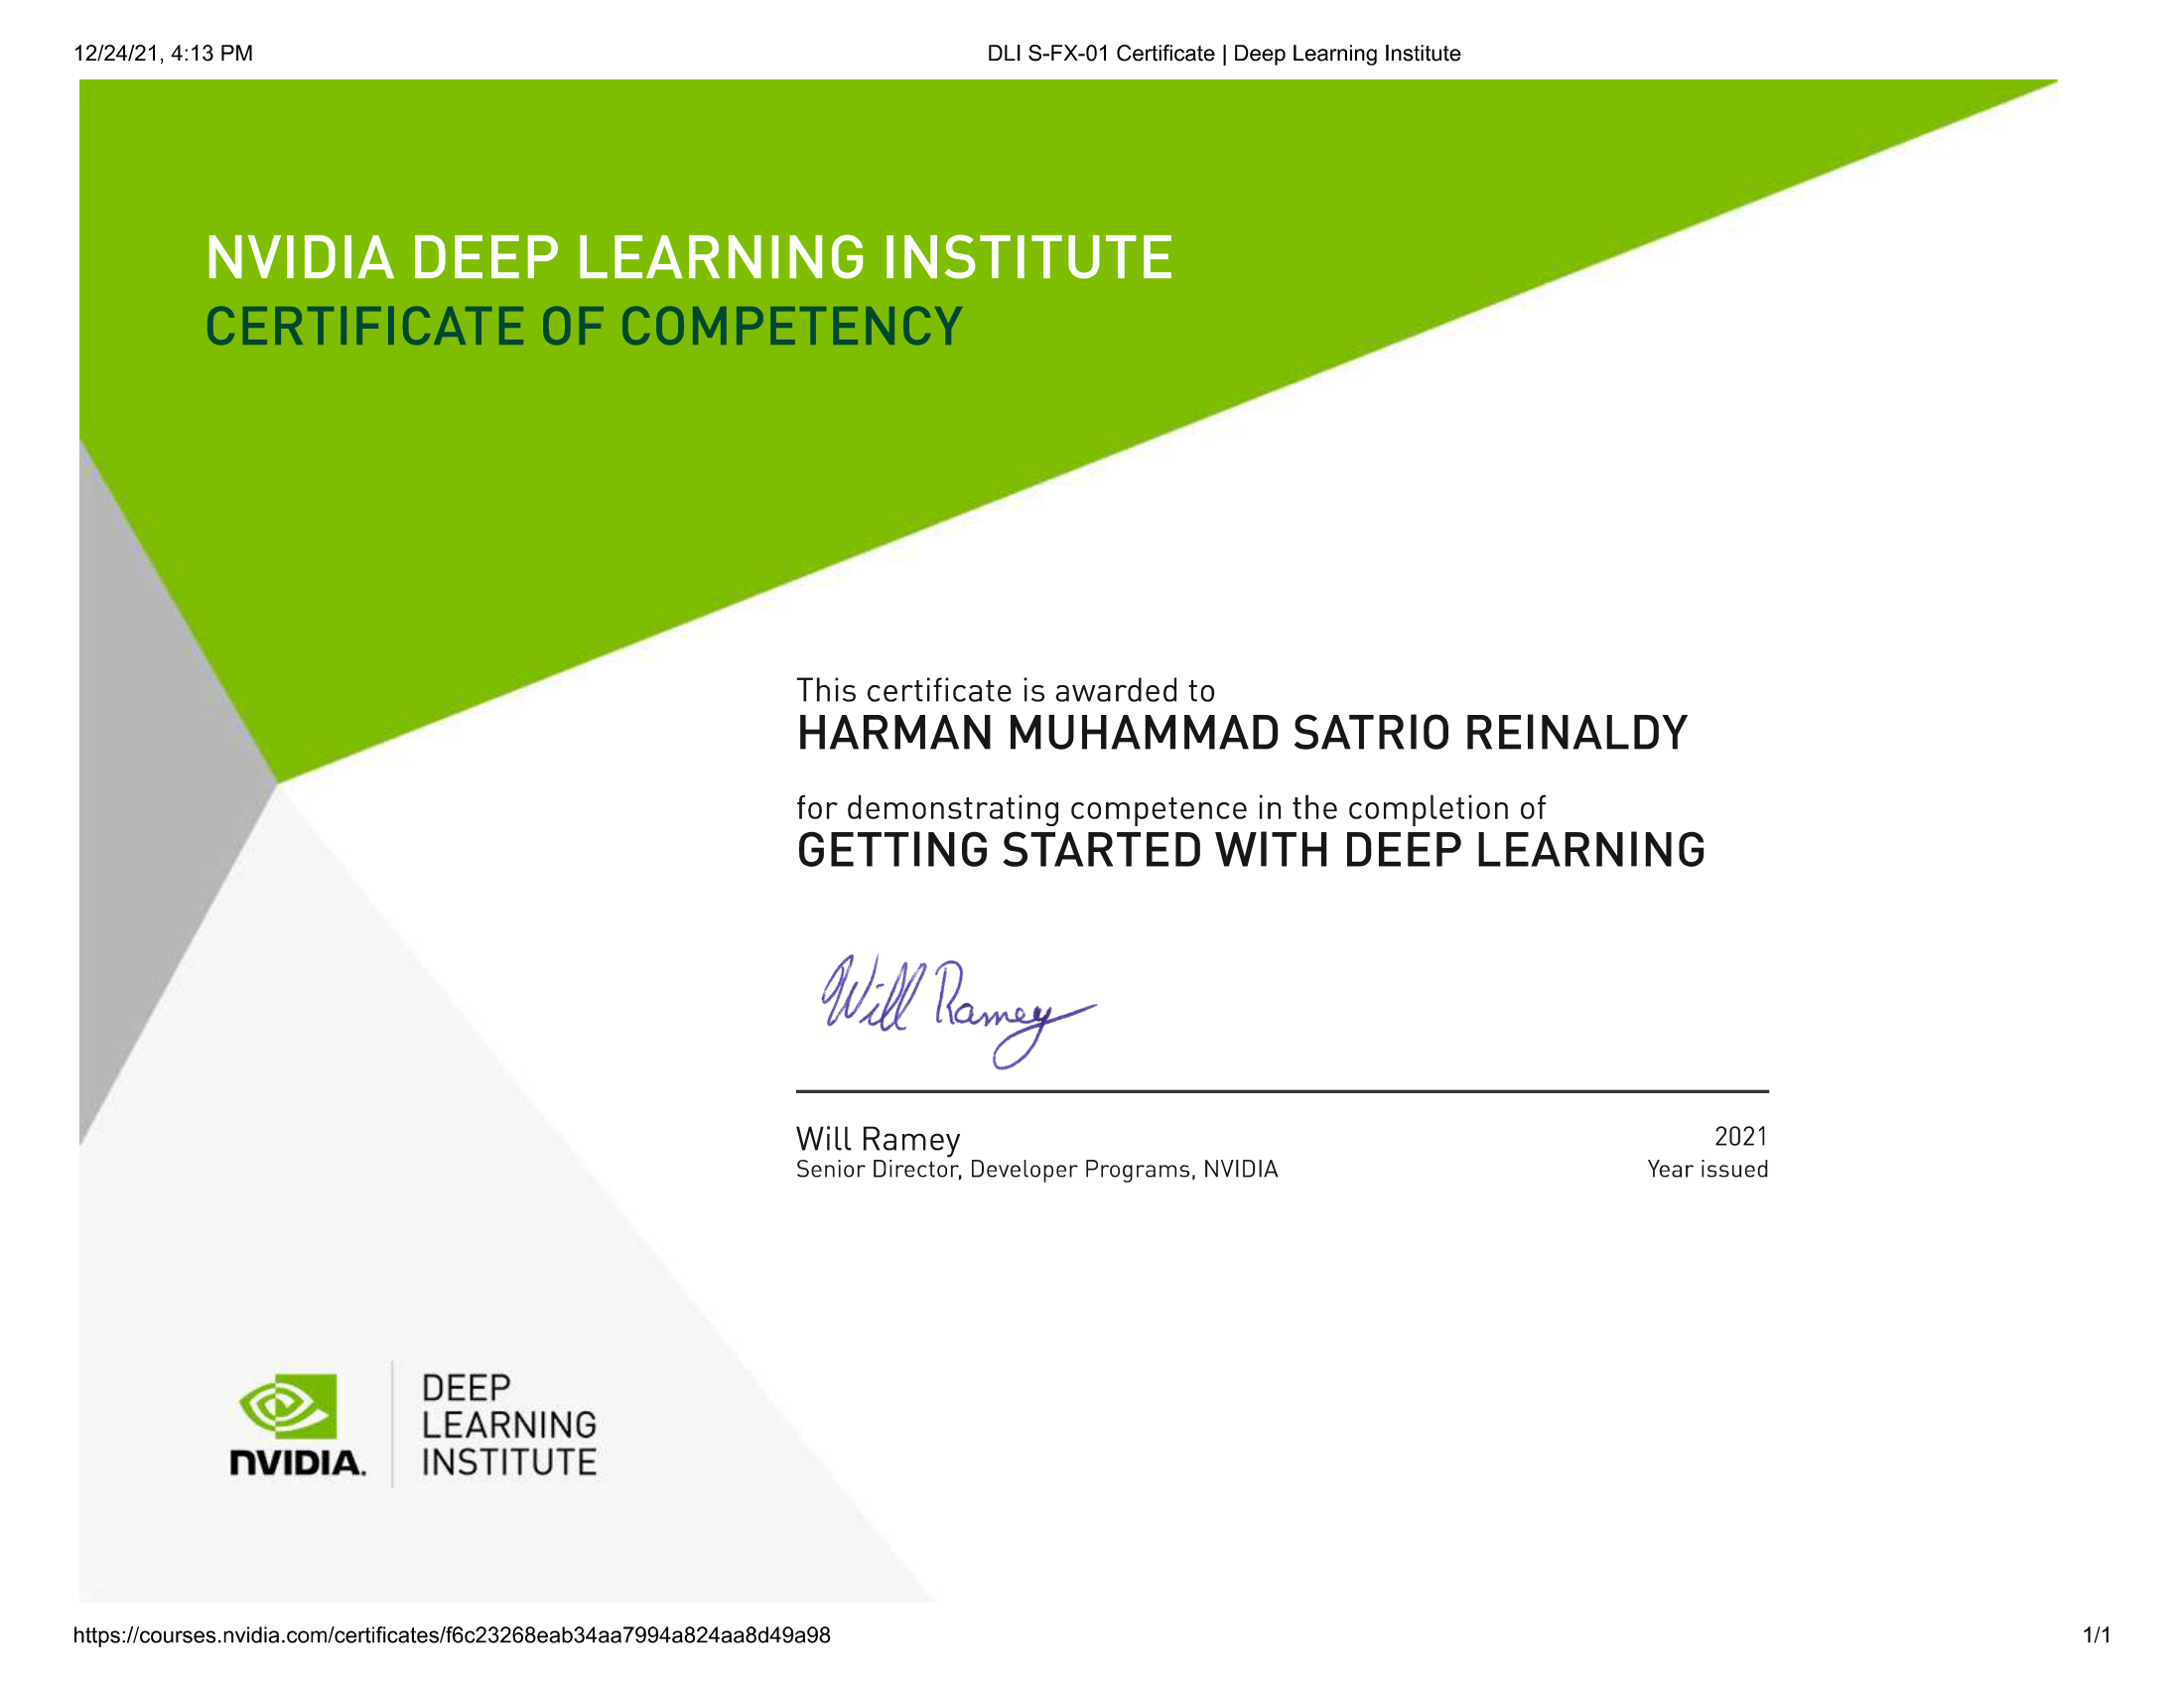 12/24/21, 4:13 PM
DLI S-FX-01 Certificate | Deep Learning Institute
NVIDIA DEEP LEARNING INSTITUTE
CERTIFICATE OF COMPETENCY
This certificate is awarded to
HARMAN MUHAMMAD SATRIO REINALDY
for demonstrating competence in the completion of
GETTING STARTED WITH DEEP LEARNING
Will Ramey
Will Ramey
Senior Director, Developer Programs, NVIDIA
2021
Year issued
NVIDIA.
DEEP
LEARNING
INSTITUTE
https://courses.nvidia.com/certificates/f6c23268eab34aa7994a824aa8d49a98
1/1